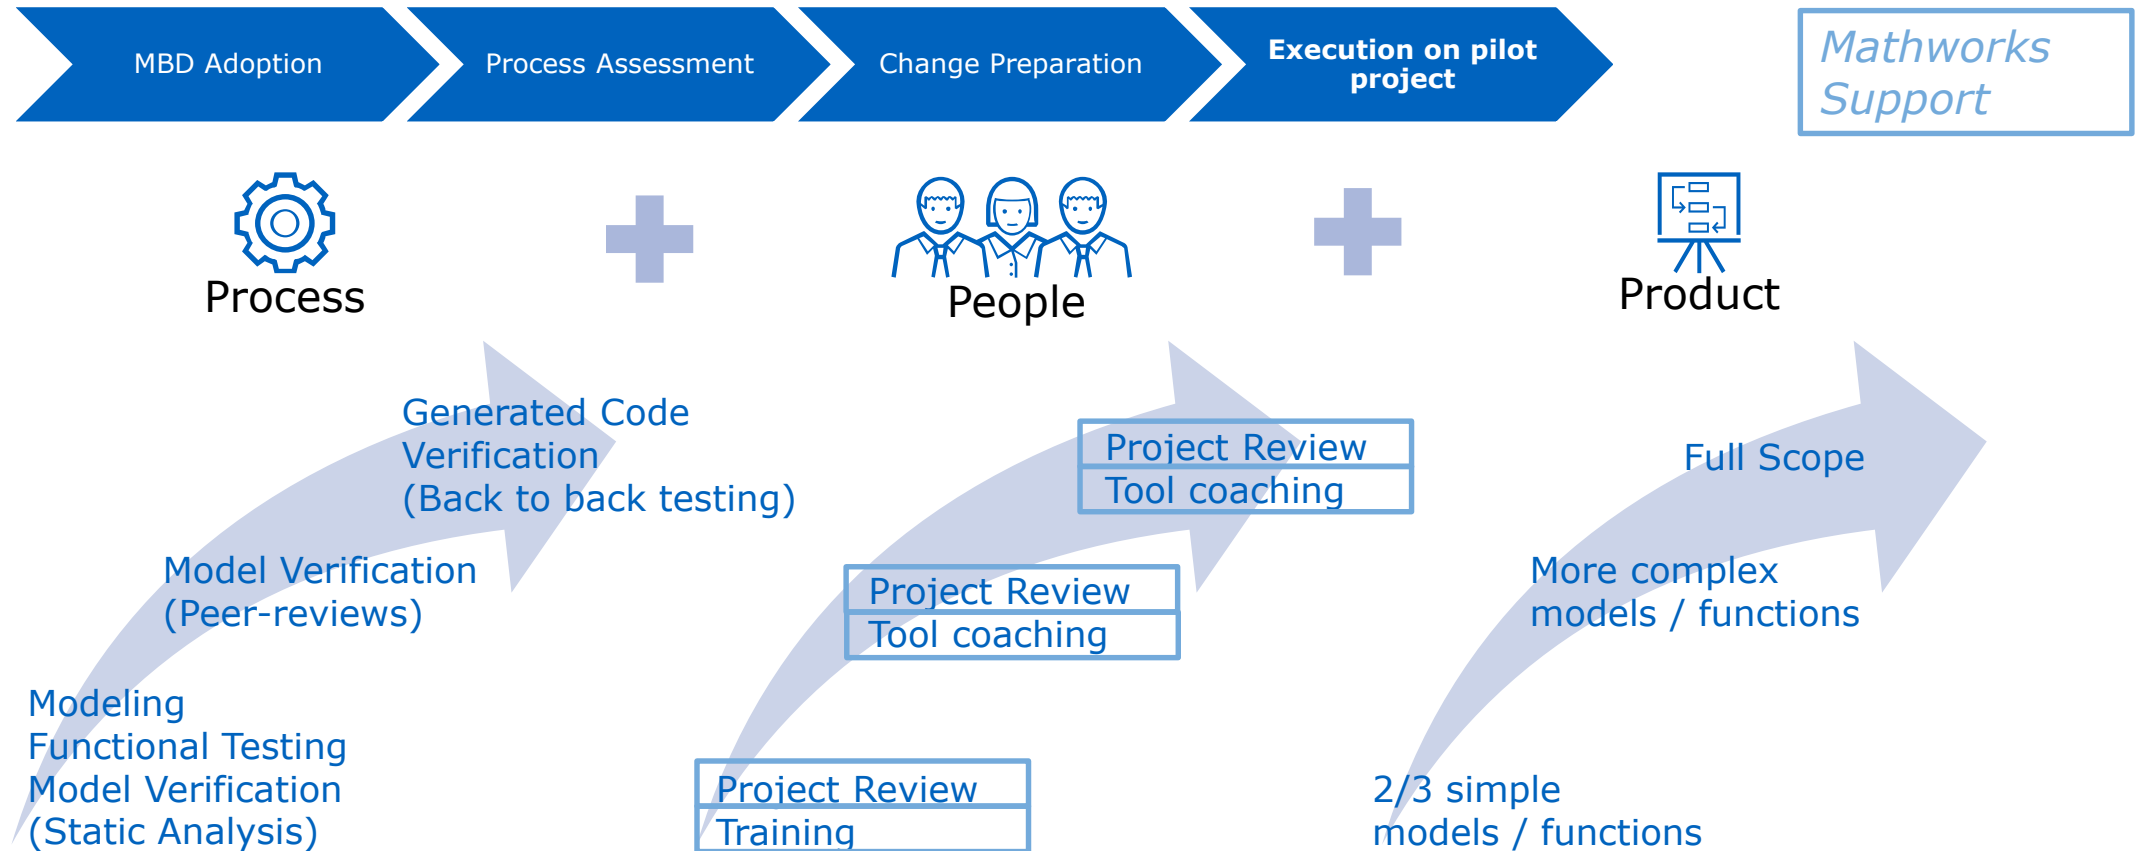 MBD Adoption
Process Assessment
Change Preparation
Execution on pilot
project
Mathworks
Support
Process
People
Product
Generated Code
Verification
(Back to back testing)
Model Verification
(Peer-reviews)
Modeling
Functional Testing
Model Verification
(Static Analysis)
Project Review
Tool coaching
Project Review
Tool coaching
Project Review
Training
Full Scope
More complex
models / functions
2/3 simple
models / functions